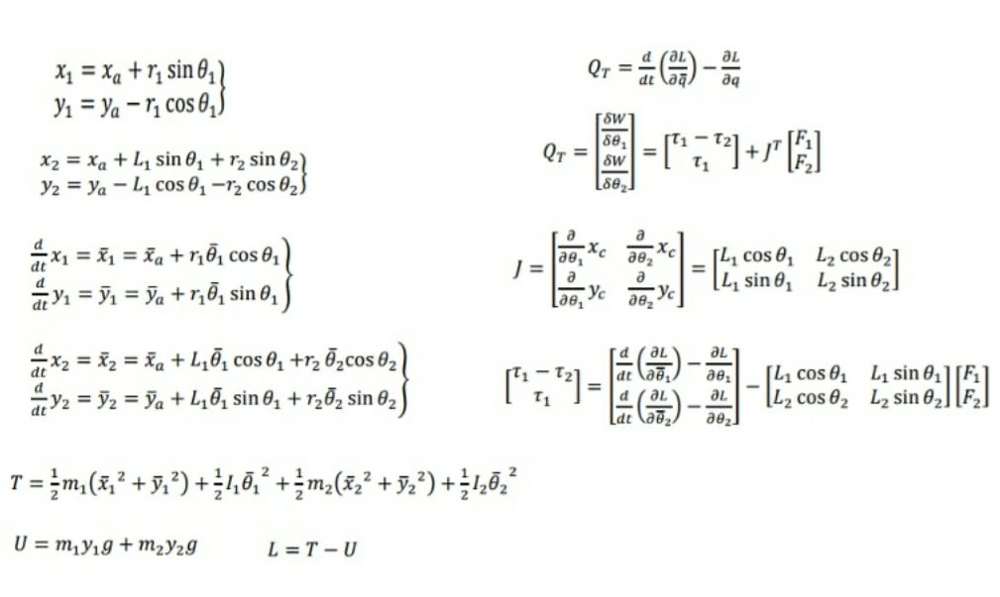 x₁ = xₐ + r₁ sin θ₁}
y₁ = yₐ − r₁ cos θ₁}
x₂ = xₐ + L₁ sin θ₁ + r₂ sin θ₂}
y₂ = yₐ − L₁ cos θ₁ −r₂ cos θ₂}
d/dt x₁ = x̄₁ = x̄ₐ + r₁θ̄₁ cos θ₁}
d/dt y₁ = ȳ₁ = ȳₐ + r₁θ̄₁ sin θ₁}
d/dt x₂ = x̄₂ = x̄ₐ + L₁θ̄₁ cos θ₁ +r₂ θ̄₂cos θ₂}
d/dt y₂ = ȳ₂ = ȳₐ + L₁θ̄₁ sin θ₁ + r₂θ̄₂ sin θ₂}
T = ½m₁(x̄₁² + ȳ₁²) + ½I₁θ̄₁² + ½m₂(x̄₂² + ȳ₂²) + ½I₂θ̄₂²
U = m₁y₁g + m₂y₂g L = T − U
Q_T = d/dt (∂L/∂q̄) − ∂L/∂q
Q_T = [δW/δθ₁; δW/δθ₂] = [τ₁ − τ₂; τ₁] + Jᵀ [F₁; F₂]
J = [∂/∂θ₁ x_c ∂/∂θ₂ x_c; ∂/∂θ₁ y_c ∂/∂θ₂ y_c] = [L₁ cos θ₁ L₂ cos θ₂; L₁ sin θ₁ L₂ sin θ₂]
[τ₁ − τ₂; τ₁] = [d/dt (∂L/∂θ̄₁) − ∂L/∂θ₁; d/dt (∂L/∂θ̄₂) − ∂L/∂θ₂] − [L₁ cos θ₁ L₁ sin θ₁; L₂ cos θ₂ L₂ sin θ₂] [F₁; F₂]